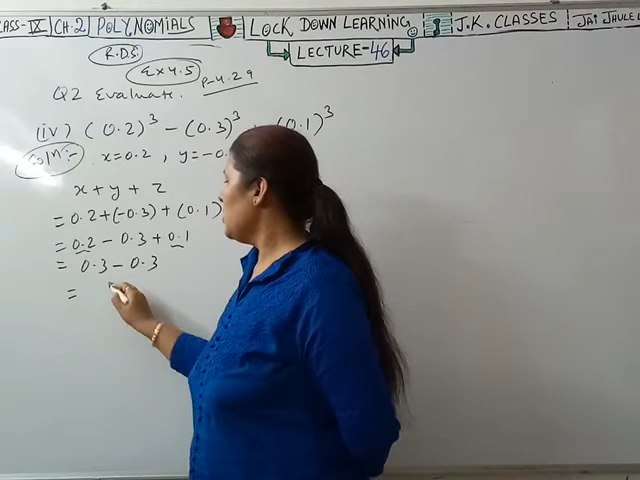 CLASS-IX CH.2 POLYNOMIALS LOCK DOWN LEARNING J.K. CLASSES JAI JHULEL
LECTURE-46
R.D.S.
Ex 4.5 P-4.29
Q2 Evaluate.
(iv) (0.2)³ - (0.3)³ + (0.1)³
Soln:- x=0.2, y=-0.
x + y + z
= 0.2+(-0.3) + (0.1)
= 0.2 - 0.3 + 0.1
= 0.3 - 0.3
=